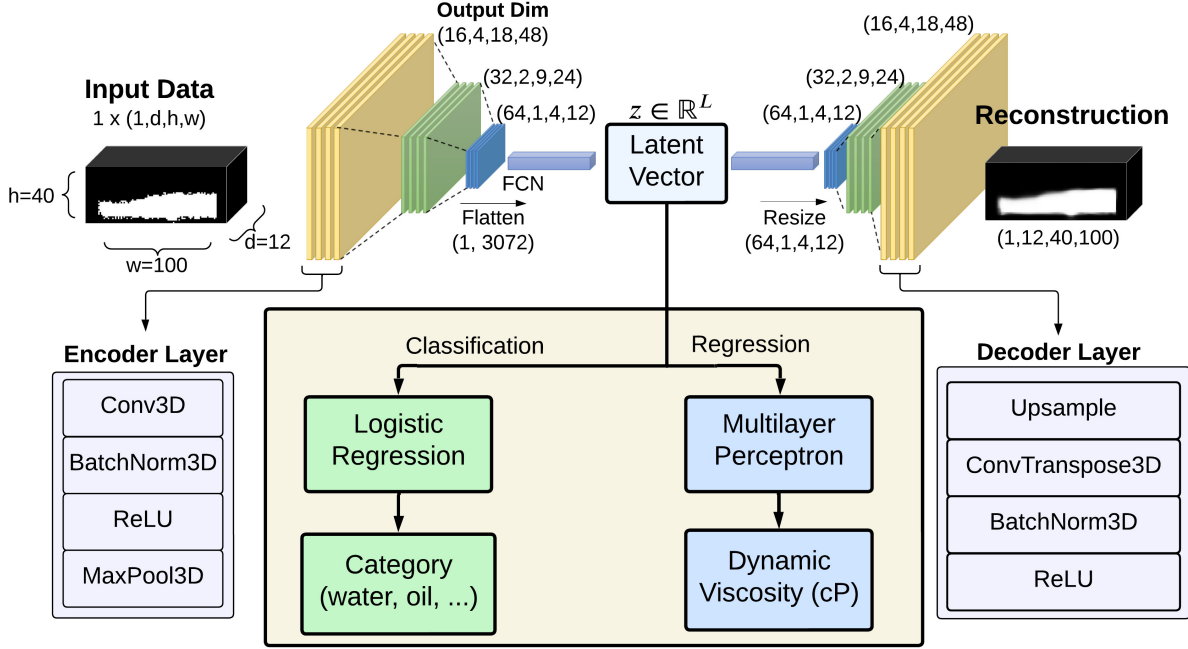 Output Dim
(16,4,18,48)
(32,2,9,24)
(64,1,4,12)
Input Data
1 x (1,d,h,w)
h=40
d=12
w=100
FCN
Flatten
(1, 3072)
z ∈ ℝ^L
Latent
Vector
(16,4,18,48)
(32,2,9,24)
(64,1,4,12)
Reconstruction
Resize
(64,1,4,12)
(1,12,40,100)
Encoder Layer
Conv3D
BatchNorm3D
ReLU
MaxPool3D
Classification
Regression
Logistic
Regression
Category
(water, oil, ...)
Multilayer
Perceptron
Dynamic
Viscosity (cP)
Decoder Layer
Upsample
ConvTranspose3D
BatchNorm3D
ReLU